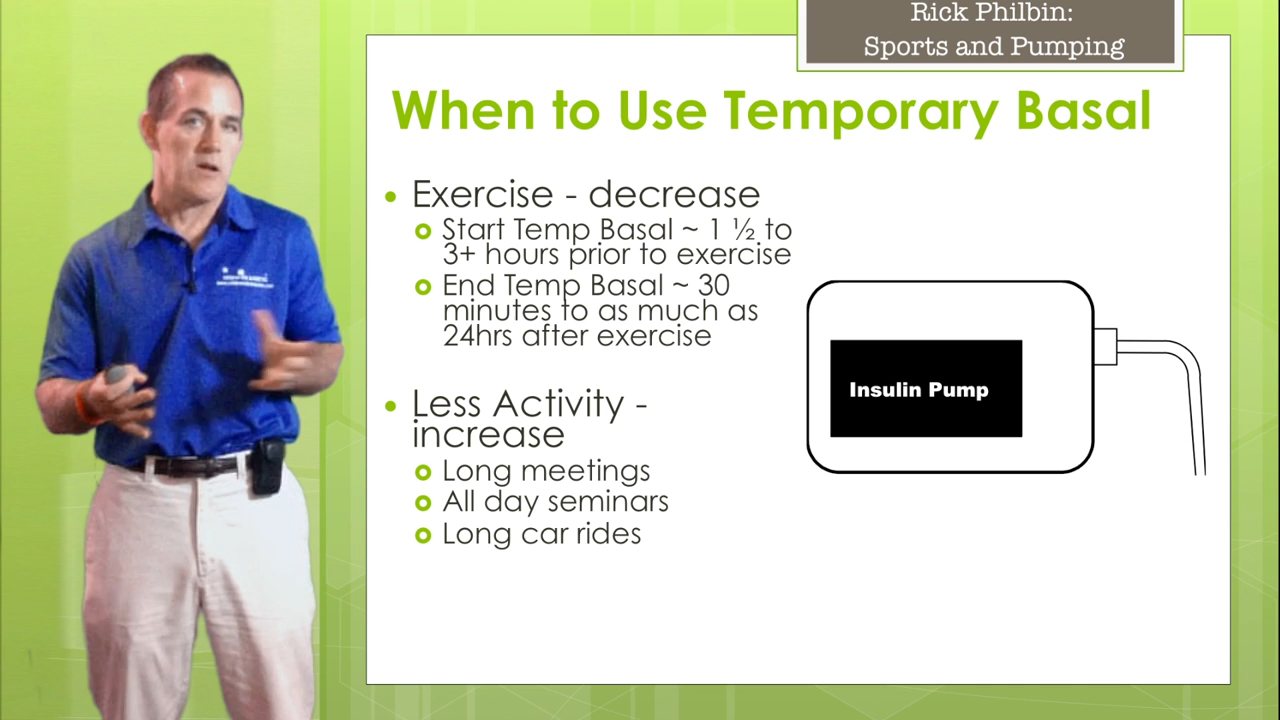 Rick Philbin:
Sports and Pumping
When to Use Temporary Basal
Exercise - decrease
Start Temp Basal ~ 1 ½ to
3+ hours prior to exercise
End Temp Basal ~ 30
minutes to as much as
24hrs after exercise
Less Activity -
increase
Long meetings
All day seminars
Long car rides
Insulin Pump